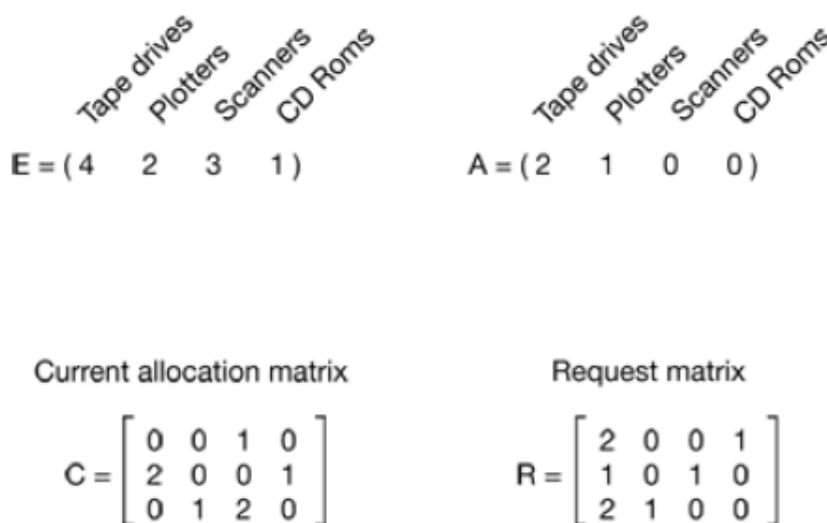 Tape drives Plotters Scanners CD Roms
E = ( 4 2 3 1 )
Tape drives Plotters Scanners CD Roms
A = ( 2 1 0 0 )
Current allocation matrix
C = [ 0 0 1 0
2 0 0 1
0 1 2 0 ]
Request matrix
R = [ 2 0 0 1
1 0 1 0
2 1 0 0 ]